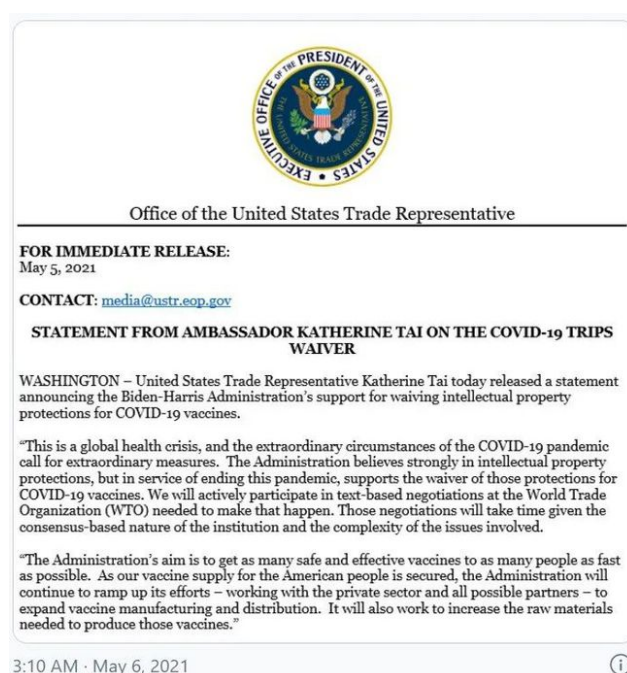 EXECUTIVE OFFICE OF THE PRESIDENT OF THE UNITED STATES
THE UNITED STATES TRADE REPRESENTATIVE
Office of the United States Trade Representative
FOR IMMEDIATE RELEASE:
May 5, 2021
CONTACT: media@ustr.eop.gov
STATEMENT FROM AMBASSADOR KATHERINE TAI ON THE COVID-19 TRIPS
WAIVER
WASHINGTON – United States Trade Representative Katherine Tai today released a statement
announcing the Biden-Harris Administration’s support for waiving intellectual property
protections for COVID-19 vaccines.
“This is a global health crisis, and the extraordinary circumstances of the COVID-19 pandemic
call for extraordinary measures.  The Administration believes strongly in intellectual property
protections, but in service of ending this pandemic, supports the waiver of those protections for
COVID-19 vaccines. We will actively participate in text-based negotiations at the World Trade
Organization (WTO) needed to make that happen. Those negotiations will take time given the
consensus-based nature of the institution and the complexity of the issues involved.
“The Administration’s aim is to get as many safe and effective vaccines to as many people as fast
as possible.  As our vaccine supply for the American people is secured, the Administration will
continue to ramp up its efforts – working with the private sector and all possible partners – to
expand vaccine manufacturing and distribution.  It will also work to increase the raw materials
needed to produce those vaccines.”
3:10 AM · May 6, 2021